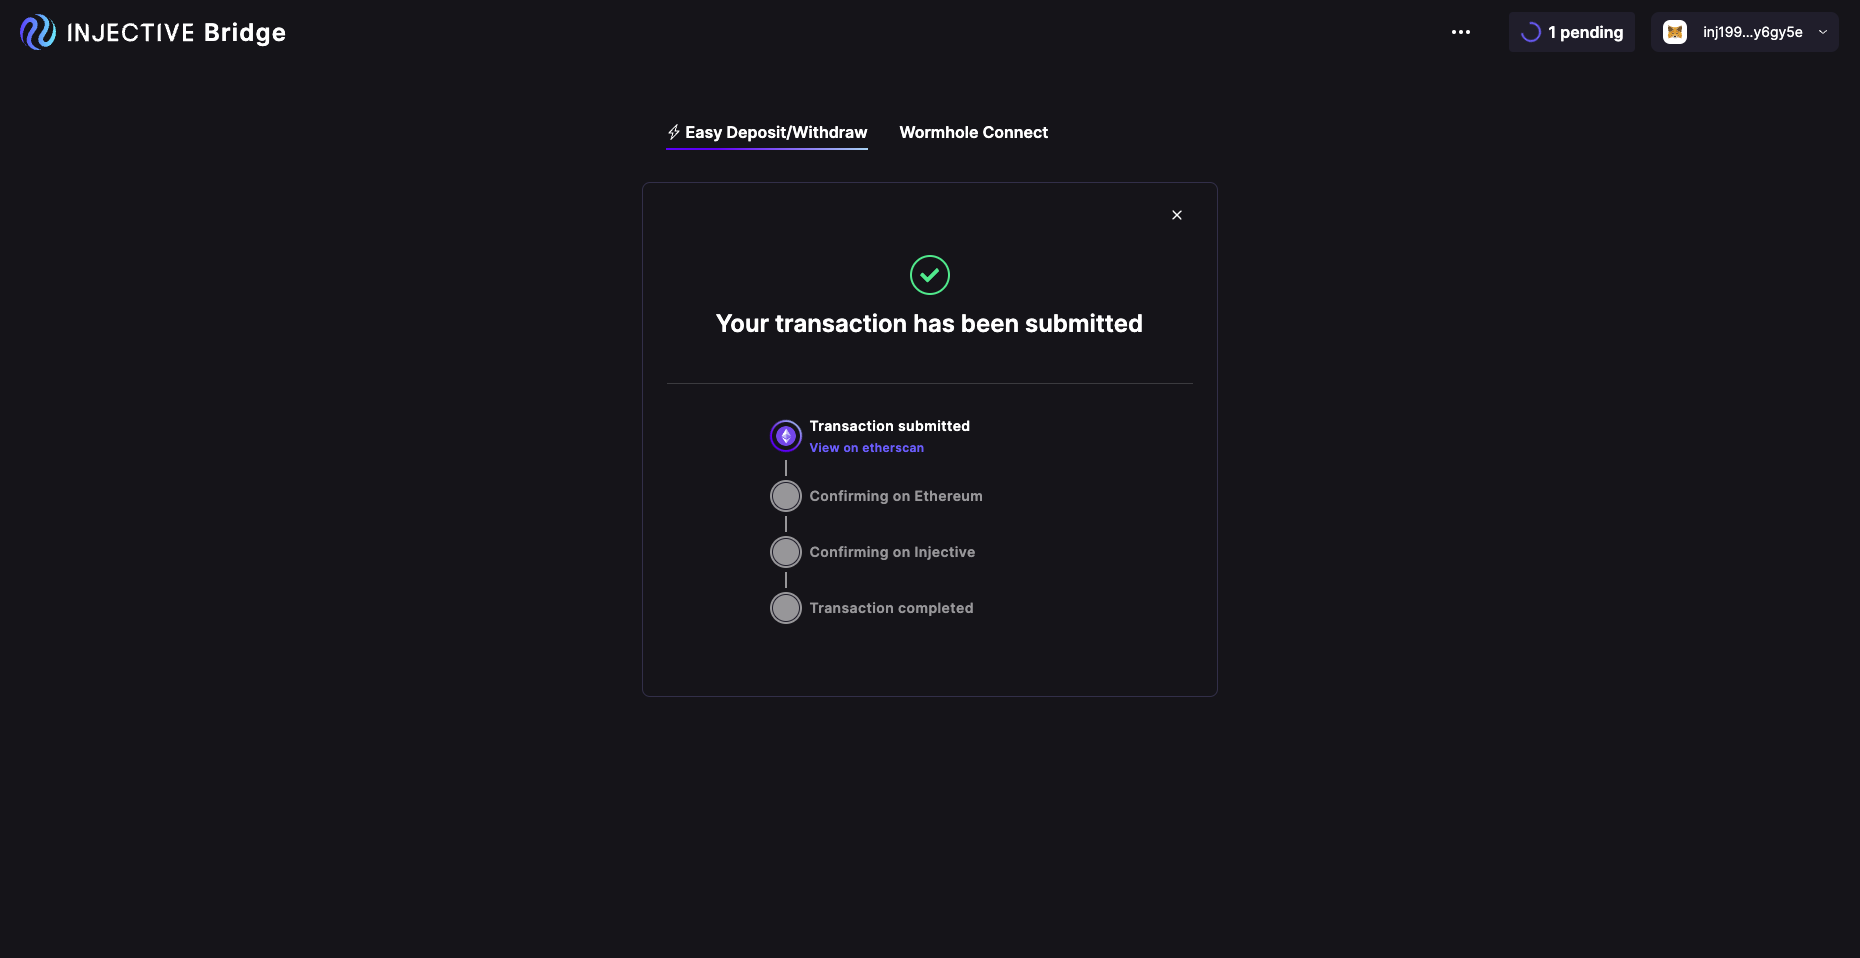 INJECTIVE Bridge
1 pending
inj199...y6gy5e
Easy Deposit/Withdraw
Wormhole Connect
Your transaction has been submitted
Transaction submitted
View on etherscan
Confirming on Ethereum
Confirming on Injective
Transaction completed